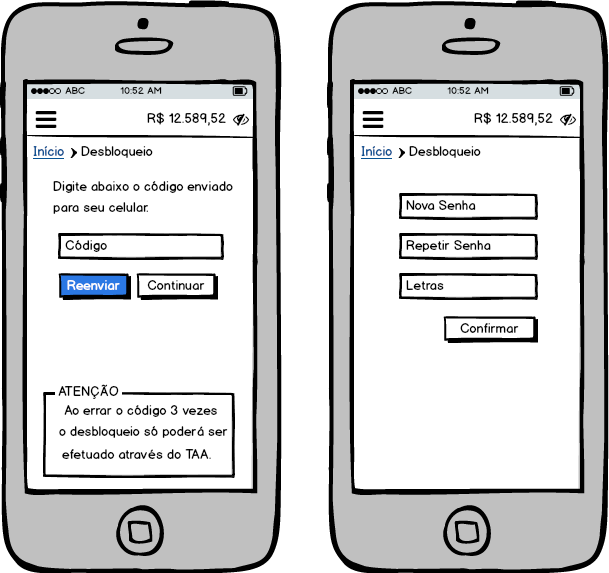 ABC 10:52 AM
R$ 12.589,52
Início Desbloqueio
Digite abaixo o código enviado
para seu celular.
Código
Reenviar Continuar
ATENÇÃO
Ao errar o código 3 vezes
o desbloqueio só poderá ser
efetuado através do TAA.
ABC 10:52 AM
R$ 12.589,52
Início Desbloqueio
Nova Senha
Repetir Senha
Letras
Confirmar